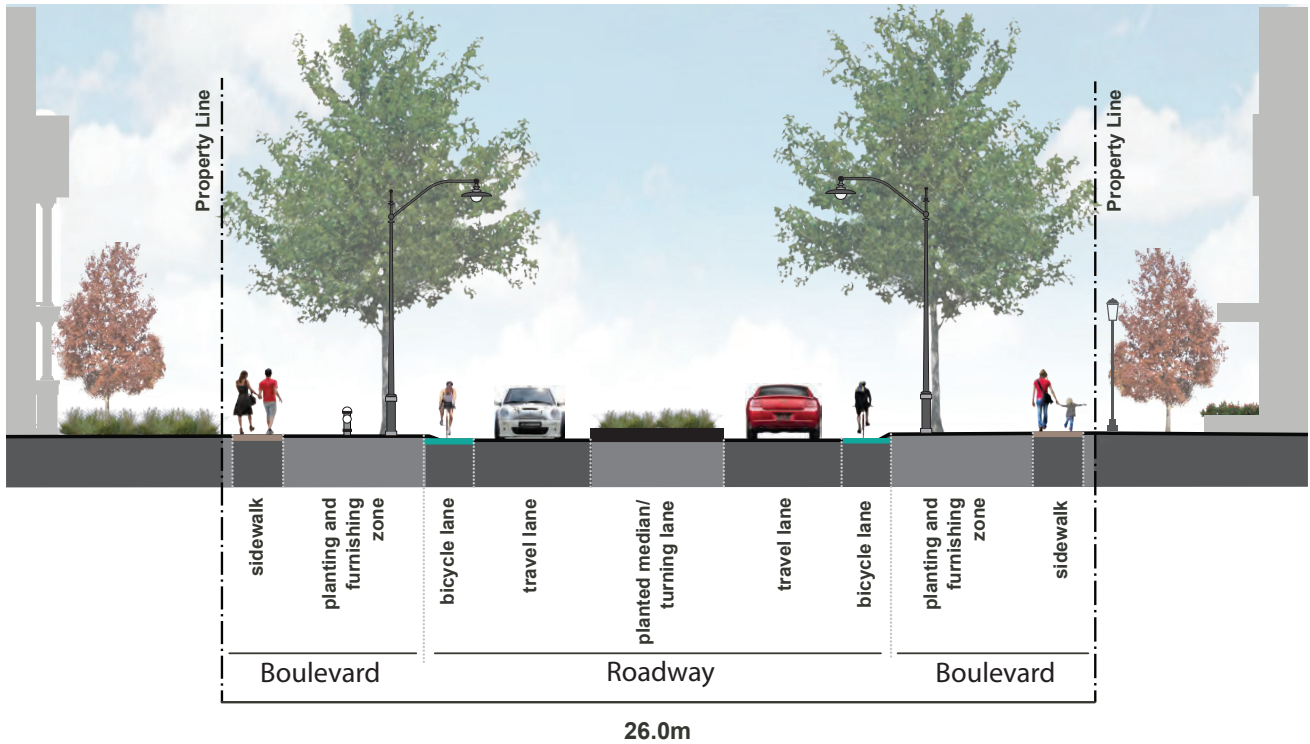 Property Line
Property Line
sidewalk
planting and
furnishing
zone
bicycle lane
travel lane
planted median/
turning lane
travel lane
bicycle lane
planting and
furnishing
zone
sidewalk
Boulevard
Roadway
Boulevard
26.0m